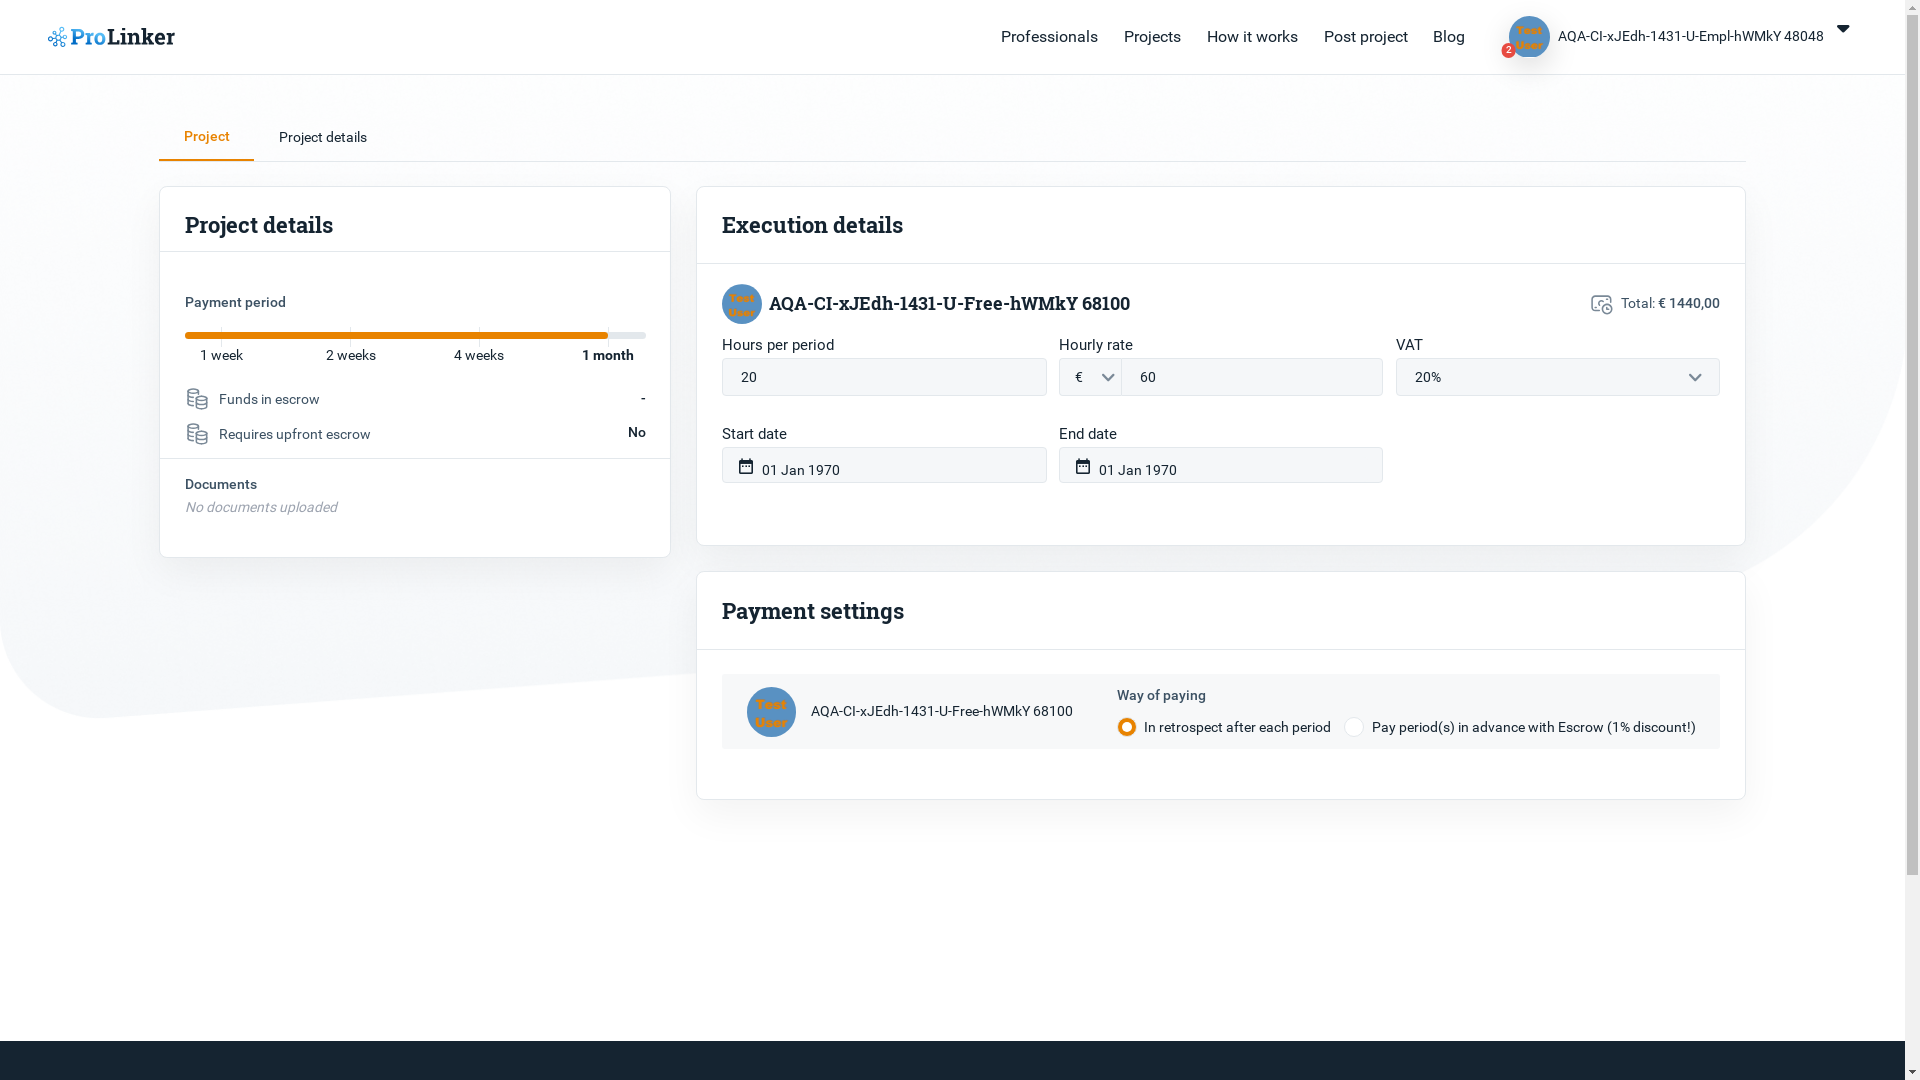 ProLinker
Professionals
Projects
How it works
Post project
Blog
Test
User
2
AQA-CI-xJEdh-1431-U-Empl-hWMkY 48048
Project
Project details
Project details
Payment period
1 week
2 weeks
4 weeks
1 month
Funds in escrow
-
Requires upfront escrow
No
Documents
No documents uploaded
Execution details
Test
User
AQA-CI-xJEdh-1431-U-Free-hWMkY 68100
Total: € 1440,00
Hours per period
Hourly rate
VAT
20
€
60
20%
Start date
End date
01 Jan 1970
01 Jan 1970
Payment settings
Test
User
AQA-CI-xJEdh-1431-U-Free-hWMkY 68100
Way of paying
In retrospect after each period
Pay period(s) in advance with Escrow (1% discount!)